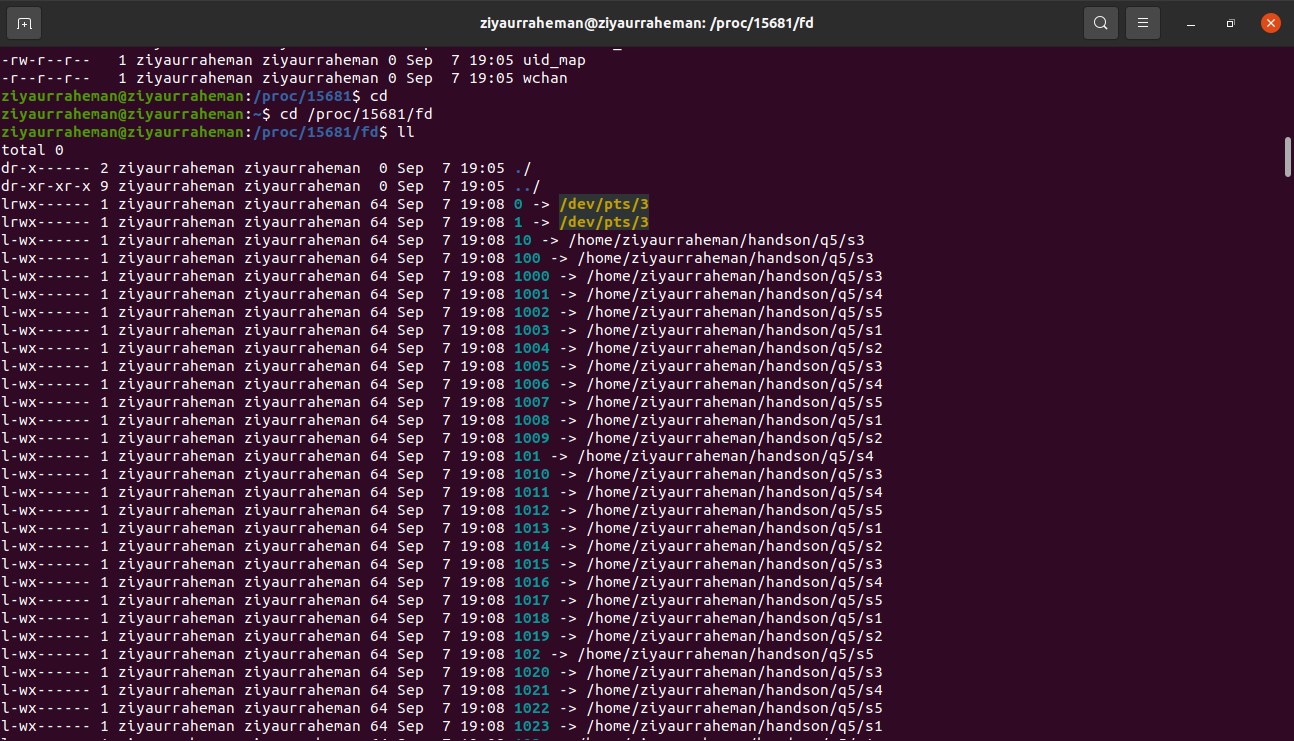 ziyaurraheman@ziyaurraheman: /proc/15681/fd
-rw-r--r--   1 ziyaurraheman ziyaurraheman 0 Sep  7 19:05 uid_map
-r--r--r--   1 ziyaurraheman ziyaurraheman 0 Sep  7 19:05 wchan
ziyaurraheman@ziyaurraheman:/proc/15681$ cd
ziyaurraheman@ziyaurraheman:~$ cd /proc/15681/fd
ziyaurraheman@ziyaurraheman:/proc/15681/fd$ ll
total 0
dr-x------ 2 ziyaurraheman ziyaurraheman  0 Sep  7 19:05 ./
dr-xr-xr-x 9 ziyaurraheman ziyaurraheman  0 Sep  7 19:05 ../
lrwx------ 1 ziyaurraheman ziyaurraheman 64 Sep  7 19:08 0 -> /dev/pts/3
lrwx------ 1 ziyaurraheman ziyaurraheman 64 Sep  7 19:08 1 -> /dev/pts/3
l-wx------ 1 ziyaurraheman ziyaurraheman 64 Sep  7 19:08 10 -> /home/ziyaurraheman/handson/q5/s3
l-wx------ 1 ziyaurraheman ziyaurraheman 64 Sep  7 19:08 100 -> /home/ziyaurraheman/handson/q5/s3
l-wx------ 1 ziyaurraheman ziyaurraheman 64 Sep  7 19:08 1000 -> /home/ziyaurraheman/handson/q5/s3
l-wx------ 1 ziyaurraheman ziyaurraheman 64 Sep  7 19:08 1001 -> /home/ziyaurraheman/handson/q5/s4
l-wx------ 1 ziyaurraheman ziyaurraheman 64 Sep  7 19:08 1002 -> /home/ziyaurraheman/handson/q5/s5
l-wx------ 1 ziyaurraheman ziyaurraheman 64 Sep  7 19:08 1003 -> /home/ziyaurraheman/handson/q5/s1
l-wx------ 1 ziyaurraheman ziyaurraheman 64 Sep  7 19:08 1004 -> /home/ziyaurraheman/handson/q5/s2
l-wx------ 1 ziyaurraheman ziyaurraheman 64 Sep  7 19:08 1005 -> /home/ziyaurraheman/handson/q5/s3
l-wx------ 1 ziyaurraheman ziyaurraheman 64 Sep  7 19:08 1006 -> /home/ziyaurraheman/handson/q5/s4
l-wx------ 1 ziyaurraheman ziyaurraheman 64 Sep  7 19:08 1007 -> /home/ziyaurraheman/handson/q5/s5
l-wx------ 1 ziyaurraheman ziyaurraheman 64 Sep  7 19:08 1008 -> /home/ziyaurraheman/handson/q5/s1
l-wx------ 1 ziyaurraheman ziyaurraheman 64 Sep  7 19:08 1009 -> /home/ziyaurraheman/handson/q5/s2
l-wx------ 1 ziyaurraheman ziyaurraheman 64 Sep  7 19:08 101 -> /home/ziyaurraheman/handson/q5/s4
l-wx------ 1 ziyaurraheman ziyaurraheman 64 Sep  7 19:08 1010 -> /home/ziyaurraheman/handson/q5/s3
l-wx------ 1 ziyaurraheman ziyaurraheman 64 Sep  7 19:08 1011 -> /home/ziyaurraheman/handson/q5/s4
l-wx------ 1 ziyaurraheman ziyaurraheman 64 Sep  7 19:08 1012 -> /home/ziyaurraheman/handson/q5/s5
l-wx------ 1 ziyaurraheman ziyaurraheman 64 Sep  7 19:08 1013 -> /home/ziyaurraheman/handson/q5/s1
l-wx------ 1 ziyaurraheman ziyaurraheman 64 Sep  7 19:08 1014 -> /home/ziyaurraheman/handson/q5/s2
l-wx------ 1 ziyaurraheman ziyaurraheman 64 Sep  7 19:08 1015 -> /home/ziyaurraheman/handson/q5/s3
l-wx------ 1 ziyaurraheman ziyaurraheman 64 Sep  7 19:08 1016 -> /home/ziyaurraheman/handson/q5/s4
l-wx------ 1 ziyaurraheman ziyaurraheman 64 Sep  7 19:08 1017 -> /home/ziyaurraheman/handson/q5/s5
l-wx------ 1 ziyaurraheman ziyaurraheman 64 Sep  7 19:08 1018 -> /home/ziyaurraheman/handson/q5/s1
l-wx------ 1 ziyaurraheman ziyaurraheman 64 Sep  7 19:08 1019 -> /home/ziyaurraheman/handson/q5/s2
l-wx------ 1 ziyaurraheman ziyaurraheman 64 Sep  7 19:08 102 -> /home/ziyaurraheman/handson/q5/s5
l-wx------ 1 ziyaurraheman ziyaurraheman 64 Sep  7 19:08 1020 -> /home/ziyaurraheman/handson/q5/s3
l-wx------ 1 ziyaurraheman ziyaurraheman 64 Sep  7 19:08 1021 -> /home/ziyaurraheman/handson/q5/s4
l-wx------ 1 ziyaurraheman ziyaurraheman 64 Sep  7 19:08 1022 -> /home/ziyaurraheman/handson/q5/s5
l-wx------ 1 ziyaurraheman ziyaurraheman 64 Sep  7 19:08 1023 -> /home/ziyaurraheman/handson/q5/s1